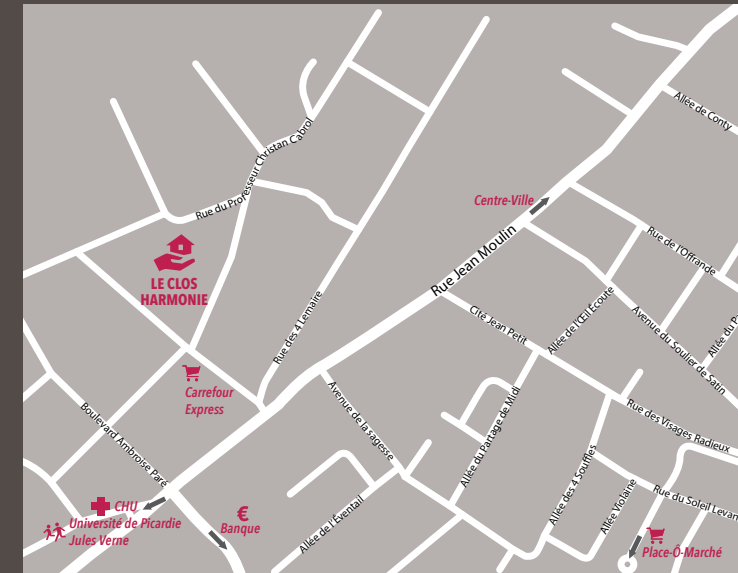 Allée de Conty
Rue du Professeur Christan Cabrol
Centre-Ville
Rue Jean Moulin
Rue de l'Offrande
LE CLOS
HARMONIE
Rue des 4 Lemaire
Cité Jean Petit
Allée de l'Œil Écoute
Avenue du Soulier de Satin
Allée du Pa
Carrefour
Express
Avenue de la sagesse
Allée du Partage de Midi
Rue des Visages Radieux
Boulevard Ambroise Paré
Allée des 4 Souffles
Allée Violaine
Rue du Soleil Levan
CHU
Université de Picardie
Jules Verne
€
Banque
Allée de l'Éventail
Place-Ô-Marché